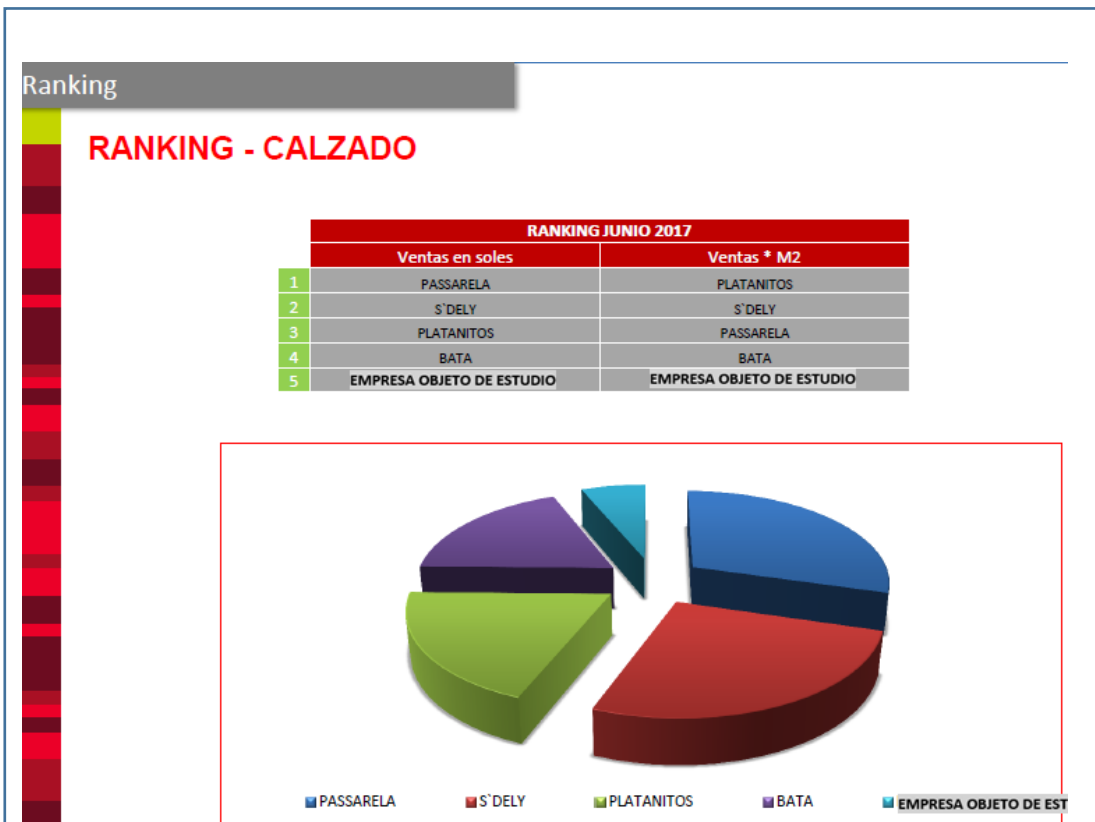 Ranking
RANKING - CALZADO
RANKING JUNIO 2017
Ventas en soles Ventas * M2
1 PASSARELA PLATANITOS
2 S`DELY S`DELY
3 PLATANITOS PASSARELA
4 BATA BATA
5 EMPRESA OBJETO DE ESTUDIO EMPRESA OBJETO DE ESTUDIO
PASSARELA S`DELY PLATANITOS BATA EMPRESA OBJETO DE EST